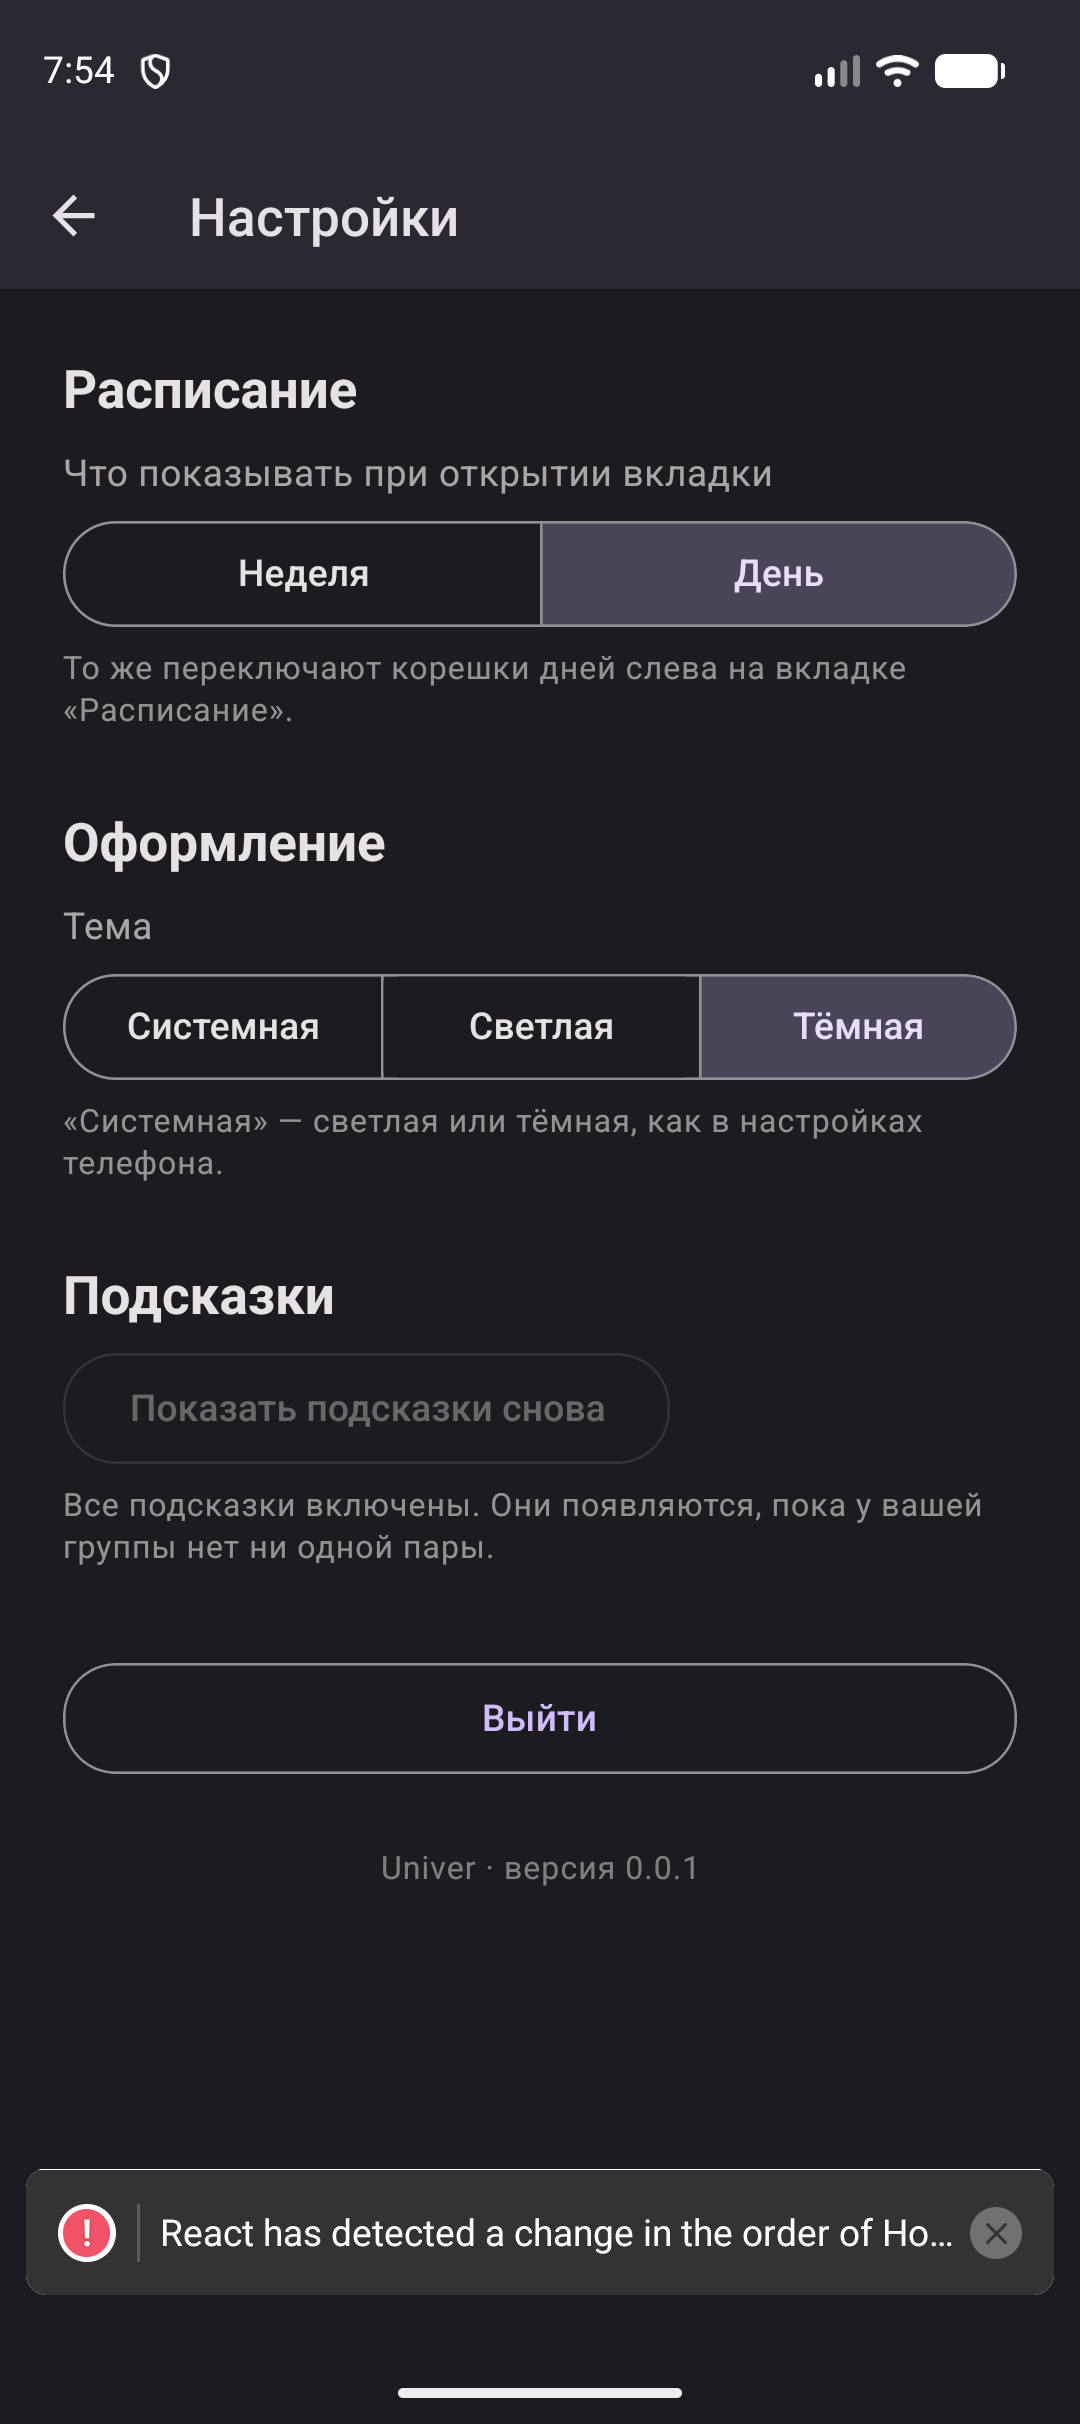 7:54
Настройки
Расписание
Что показывать при открытии вкладки
Неделя
День
То же переключают корешки дней слева на вкладке
«Расписание».
Оформление
Тема
Системная
Светлая
Тёмная
«Системная» — светлая или тёмная, как в настройках
телефона.
Подсказки
Показать подсказки снова
Все подсказки включены. Они появляются, пока у вашей
группы нет ни одной пары.
Выйти
Univer · версия 0.0.1
! React has detected a change in the order of Ho...